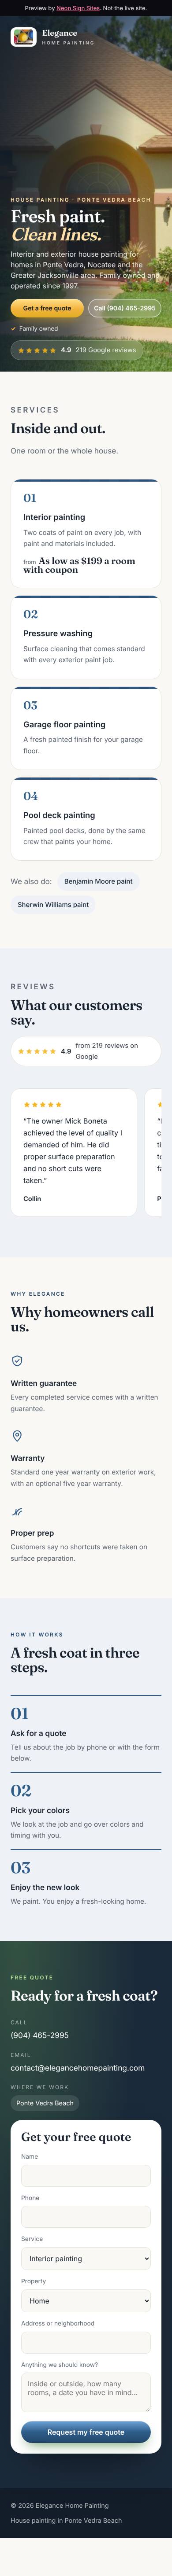 Preview by Neon Sign Sites. Not the live site.
Elegance
HOME PAINTING
HOUSE PAINTING · PONTE VEDRA BEACH
Fresh paint.
Clean lines.
Interior and exterior house painting for
homes in Ponte Vedra, Nocatee and the
Greater Jacksonville area. Family owned and
operated since 1997.
Get a free quote
Call (904) 465-2995
✓ Family owned
★★★★★ 4.9 219 Google reviews
SERVICES
Inside and out.
One room or the whole house.
01
Interior painting
Two coats of paint on every job, with
paint and materials included.
from As low as $199 a room
with coupon
02
Pressure washing
Surface cleaning that comes standard
with every exterior paint job.
03
Garage floor painting
A fresh painted finish for your garage
floor.
04
Pool deck painting
Painted pool decks, done by the same
crew that paints your home.
We also do:
Benjamin Moore paint
Sherwin Williams paint
REVIEWS
What our customers
say.
★★★★★ 4.9 from 219 reviews on
Google
★★★★★
"The owner Mick Boneta
achieved the level of quality I
demanded of him. He did
proper surface preparation
and no short cuts were
taken."
Collin
WHY ELEGANCE
Why homeowners call
us.
Written guarantee
Every completed service comes with a written
guarantee.
Warranty
Standard one year warranty on exterior work,
with an optional five year warranty.
Proper prep
Customers say no shortcuts were taken on
surface preparation.
HOW IT WORKS
A fresh coat in three
steps.
01
Ask for a quote
Tell us about the job by phone or with the form
below.
02
Pick your colors
We look at the job and go over colors and
timing with you.
03
Enjoy the new look
We paint. You enjoy a fresh-looking home.
FREE QUOTE
Ready for a fresh coat?
CALL
(904) 465-2995
EMAIL
contact@elegancehomepainting.com
WHERE WE WORK
Ponte Vedra Beach
Get your free quote
Name
Phone
Service
Interior painting
Property
Home
Address or neighborhood
Anything we should know?
Inside or outside, how many
rooms, a date you have in mind...
Request my free quote
© 2026 Elegance Home Painting
House painting in Ponte Vedra Beach